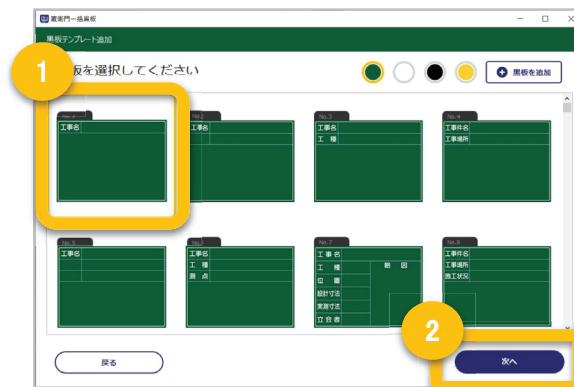 蔵衛門一括黒板
黒板テンプレート追加
1
板を選択してください
黒板を追加
工事名
No.2
工事名
No.3
工事名
工 種
No.4
工事件名
工事場所
No.5
工事名
工事名
工 種
測 点
No.7
工 事 名
工 種
位 置
設計寸法
実測寸法
立 会 者
略 図
No.8
工事件名
工事場所
施工状況
2
戻る
次へ